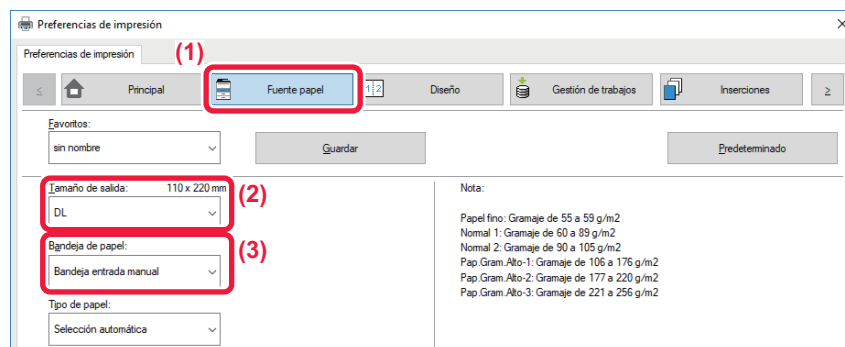 Preferencias de impresión
Preferencias de impresión
(1)
≤ Principal Fuente papel 1 2 Diseño Gestión de trabajos Inserciones ≥
Favoritos:
sin nombre Guardar Predeterminado
Tamaño de salida: 110 x 220 mm
DL
(2)
Bandeja de papel:
Bandeja entrada manual
(3)
Tipo de papel:
Selección automática
Nota:
Papel fino: Gramaje de 55 a 59 g/m2
Normal 1: Gramaje de 60 a 89 g/m2
Normal 2: Gramaje de 90 a 105 g/m2
Pap.Gram.Alto-1: Gramaje de 106 a 176 g/m2
Pap.Gram.Alto-2: Gramaje de 177 a 220 g/m2
Pap.Gram.Alto-3: Gramaje de 221 a 256 g/m2